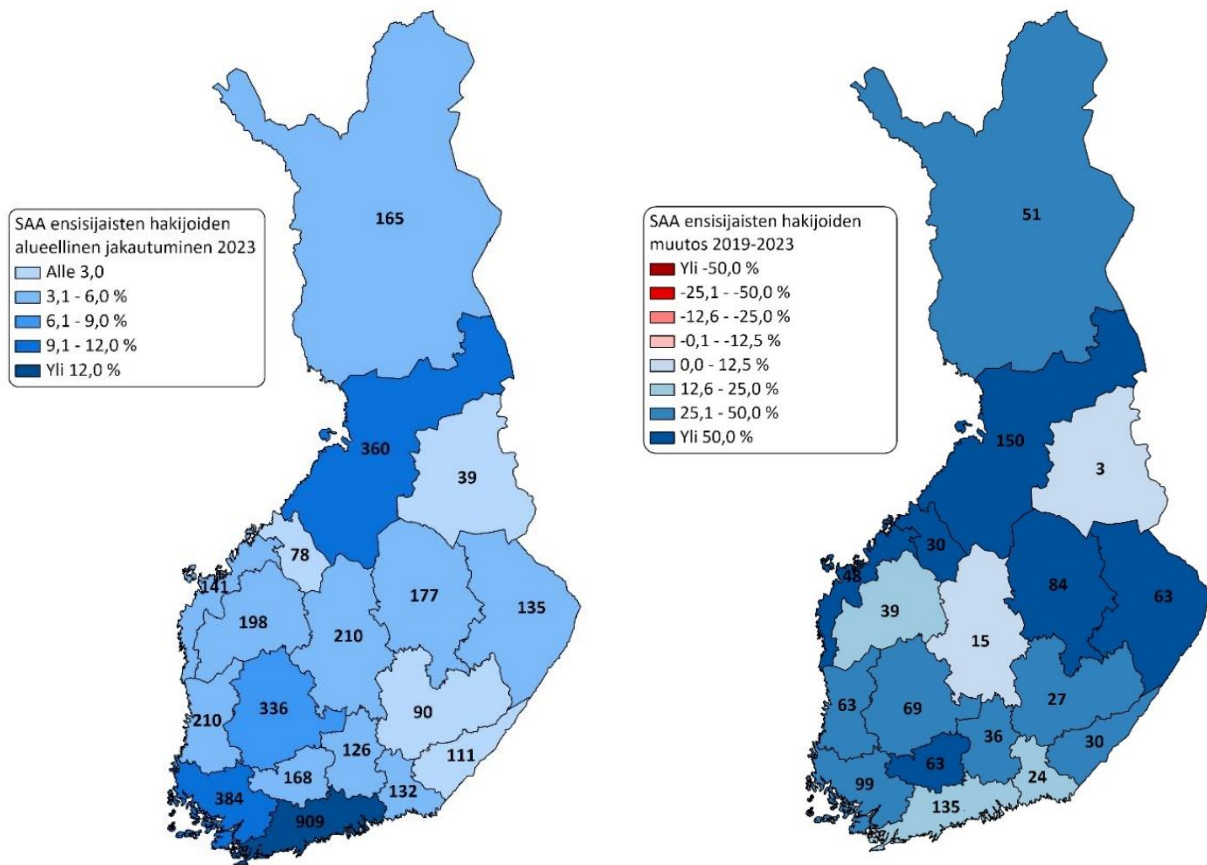 SAA ensisijaisten hakijoiden
alueellinen jakautuminen 2023
Alle 3,0
3,1 - 6,0 %
6,1 - 9,0 %
9,1 - 12,0 %
Yli 12,0 %
165
360
39
78
141
198
210
177
135
210
336
90
126
111
168
132
384
909
SAA ensisijaisten hakijoiden
muutos 2019-2023
Yli -50,0 %
-25,1 - -50,0 %
-12,6 - -25,0 %
-0,1 - -12,5 %
0,0 - 12,5 %
12,6 - 25,0 %
25,1 - 50,0 %
Yli 50,0 %
51
150
3
30
48
39
15
84
63
63
69
27
36
30
63
24
99
135